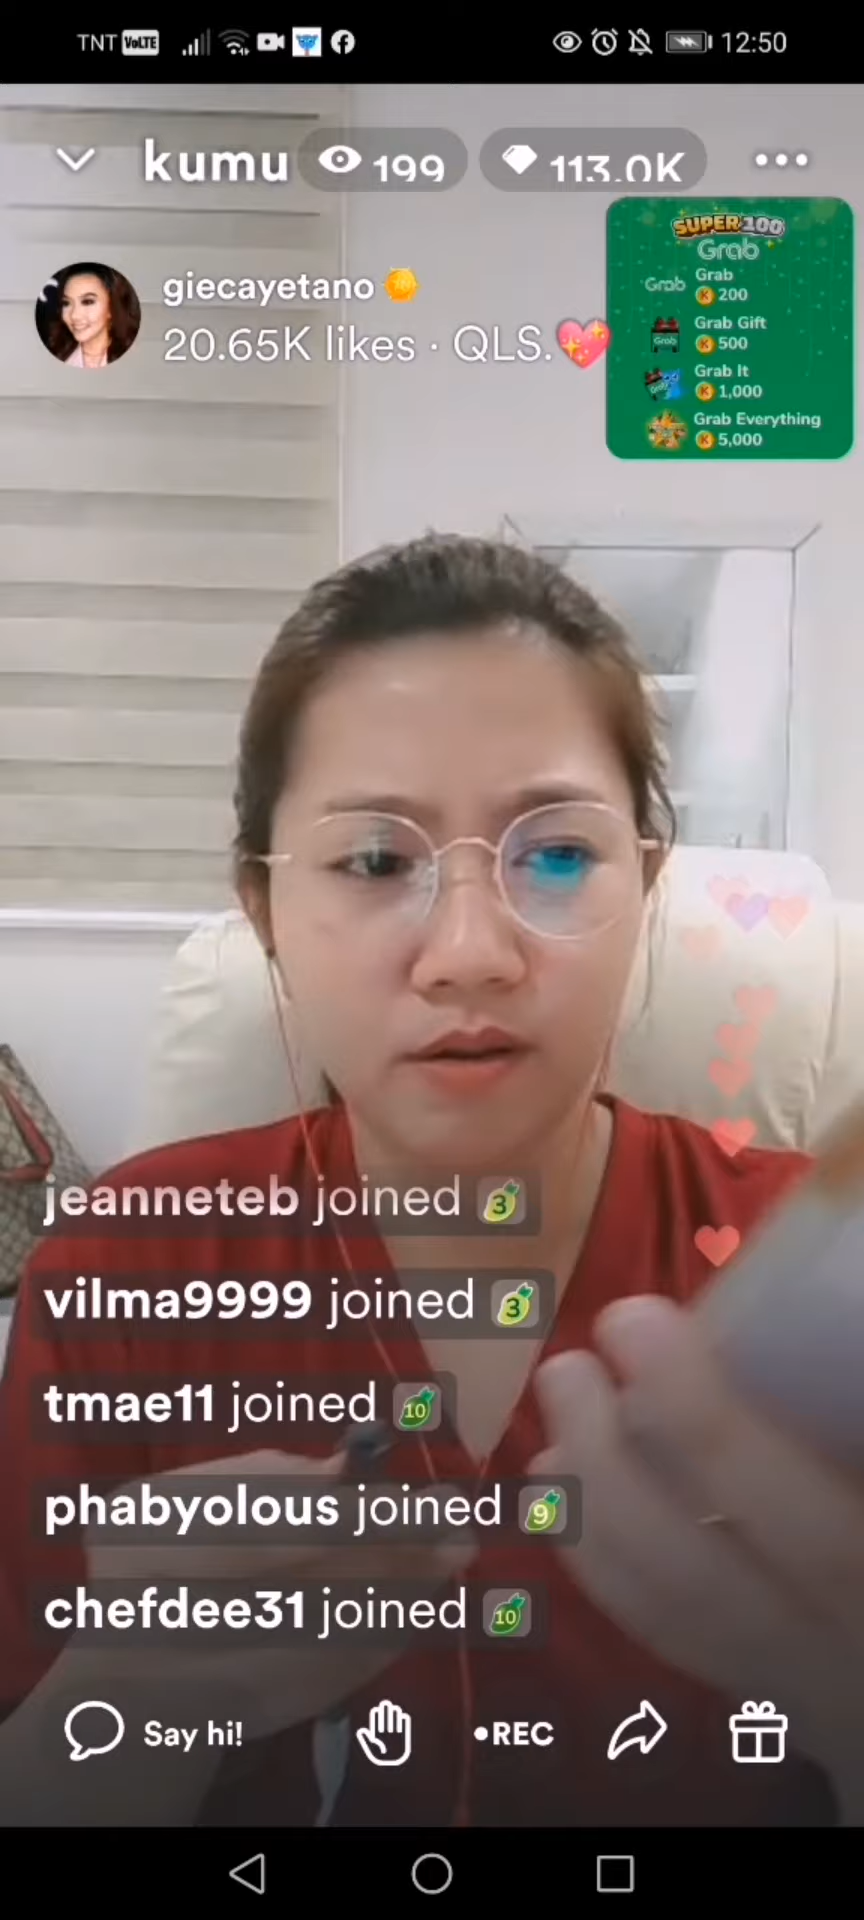 TNT VoLTE 12:50
kumu 199 113.0K
giecayetano
20.65K likes · QLS.
SUPER 100
Grab
Grab Grab
K 200
Grab Gift
Grab K 500
Grab It
K 1,000
Grab Everything
K 5,000
jeanneteb joined 3
vilma9999 joined 3
tmae11 joined 10
phabyolous joined 9
chefdee31 joined 10
Say hi! •REC